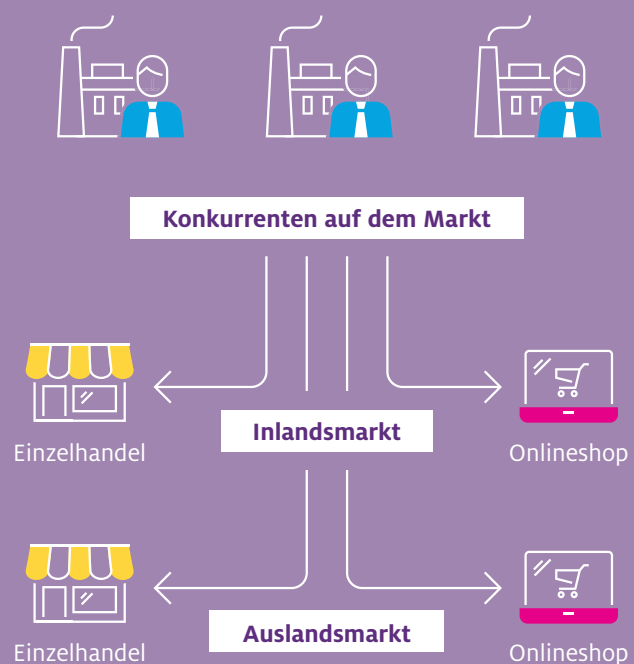 Konkurrenten auf dem Markt
Inlandsmarkt
Einzelhandel
Onlineshop
Auslandsmarkt
Einzelhandel
Onlineshop